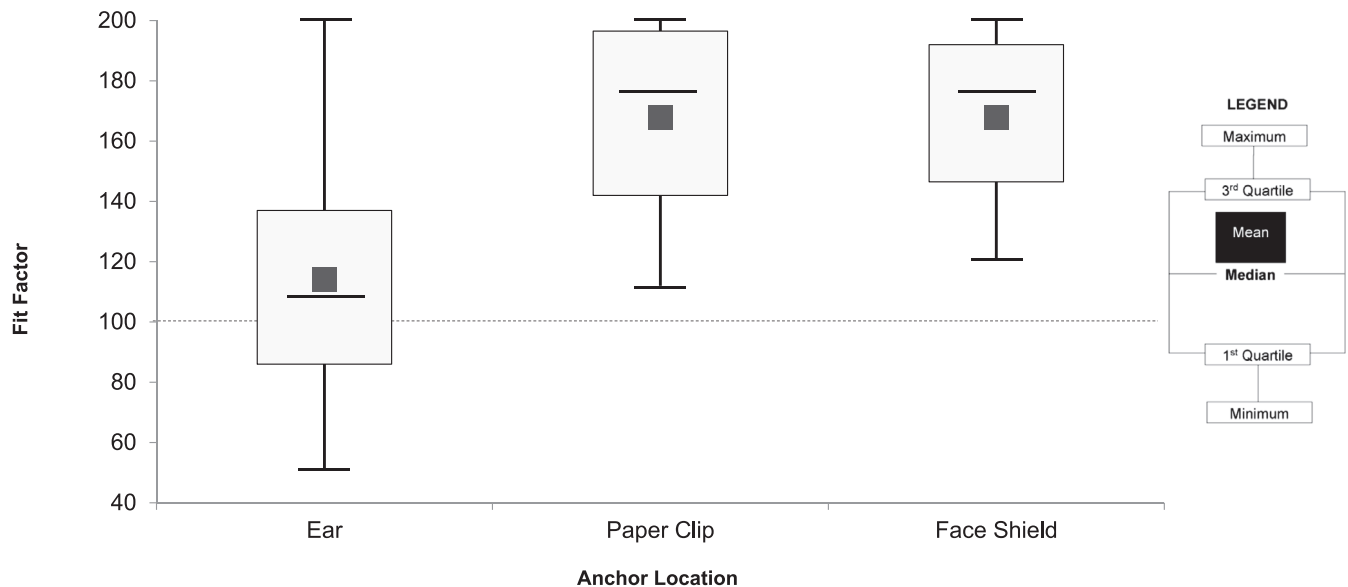 200
180
160
140
120
100
80
60
40
Fit Factor
Ear
Paper Clip
Face Shield
Anchor Location
LEGEND
Maximum
3rd Quartile
Mean
Median
1st Quartile
Minimum